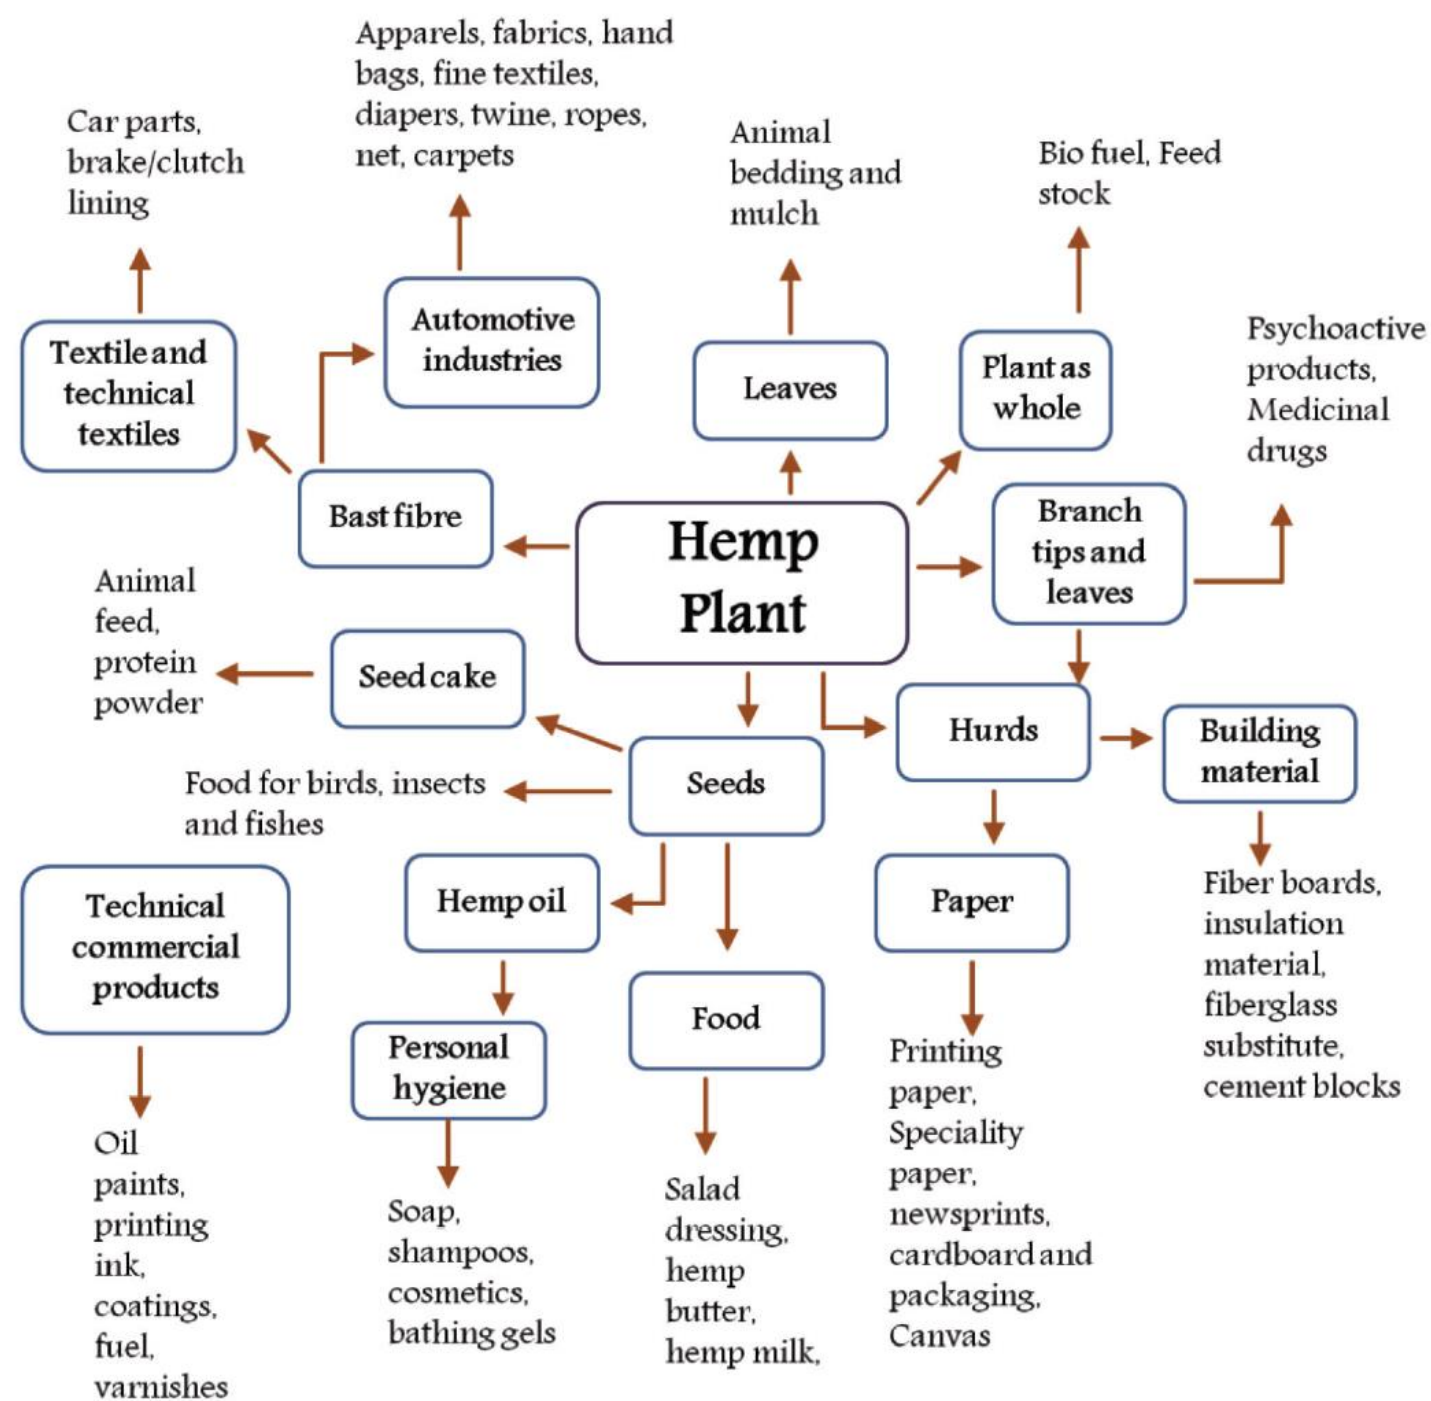 Apparels, fabrics, hand
bags, fine textiles,
diapers, twine, ropes,
net, carpets
Car parts,
brake/clutch
lining
Animal
bedding and
mulch
Bio fuel, Feed
stock
Automotive
industries
Textile and
technical
textiles
Leaves
Plant as
whole
Psychoactive
products,
Medicinal
drugs
Bast fibre
Hemp
Plant
Branch
tips and
leaves
Animal
feed,
protein
powder
Seed cake
Hurds
Building
material
Food for birds, insects
and fishes
Seeds
Technical
commercial
products
Hemp oil
Paper
Fiber boards,
insulation
material,
fiberglass
substitute,
cement blocks
Personal
hygiene
Food
Printing
paper,
Speciality
paper,
newsprints,
cardboard and
packaging,
Canvas
Oil
paints,
printing
ink,
coatings,
fuel,
varnishes
Soap,
shampoos,
cosmetics,
bathing gels
Salad
dressing,
hemp
butter,
hemp milk,